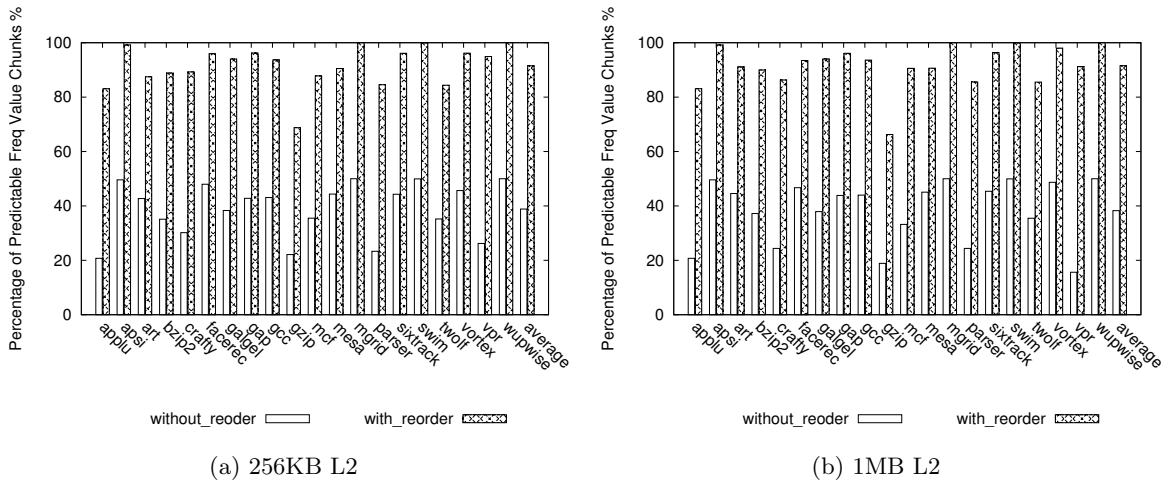 Percentage of Predictable Freq Value Chunks %
100
80
60
40
20
0
applu
apsi
art
bzip2
crafty
facerec
galgel
gap
gcc
gzip
mcf
mesa
mgrid
parser
sixtrack
swim
twolf
vortex
vpr
wupwise
average
without_reoder
with_reorder
(a) 256KB L2
Percentage of Predictable Freq Value Chunks %
100
80
60
40
20
0
applu
apsi
art
bzip2
crafty
facerec
galgel
gap
gcc
gzip
mcf
mesa
mgrid
parser
sixtrack
swim
twolf
vortex
vpr
wupwise
average
without_reoder
with_reorder
(b) 1MB L2